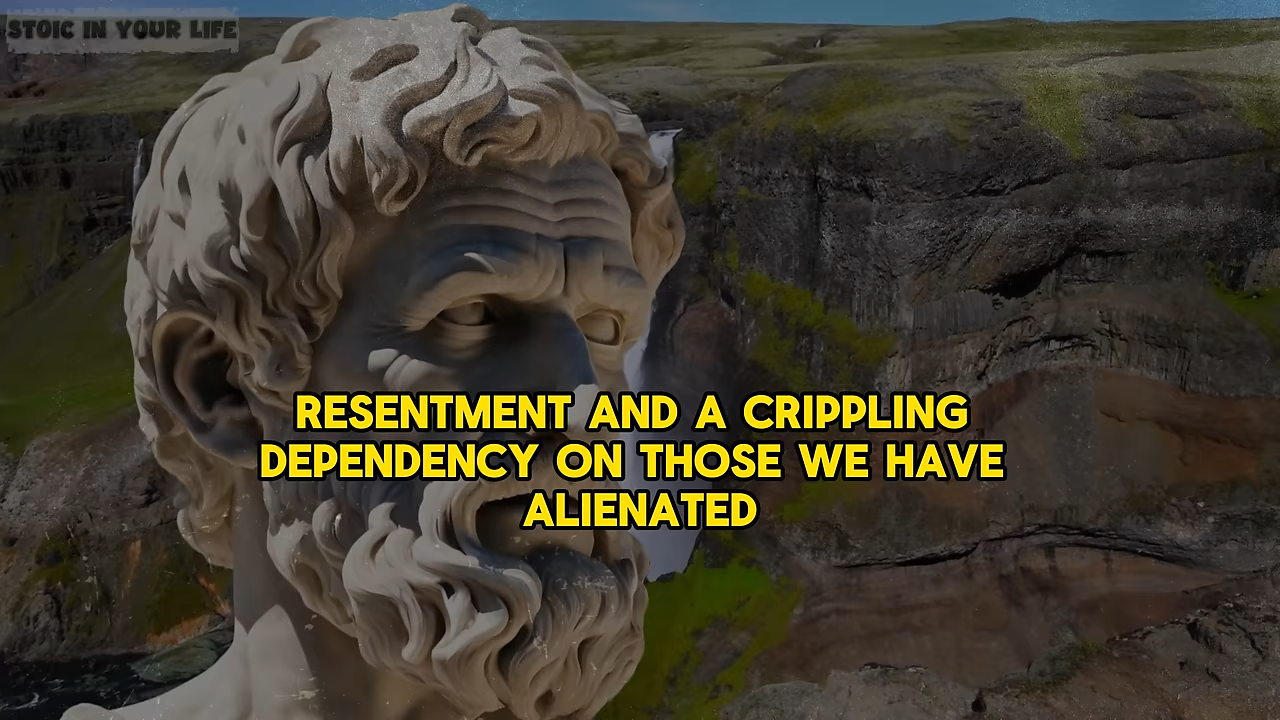 STOIC IN YOUR LIFE
RESENTMENT AND A CRIPPLING
DEPENDENCY ON THOSE WE HAVE
ALIENATED